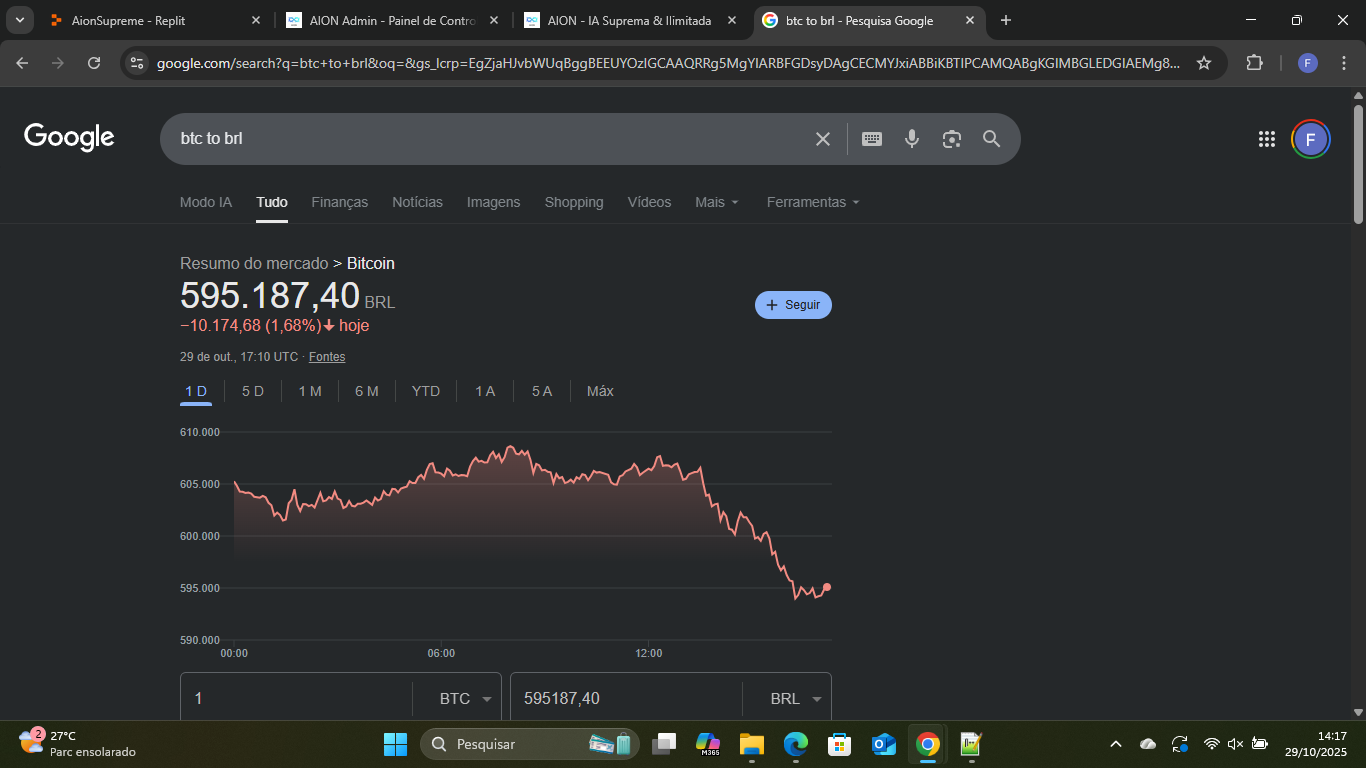 AionSupreme - Replit
AION Admin - Painel de Contro
AION - IA Suprema & Ilimitada
btc to brl - Pesquisa Google
google.com/search?q=btc+to+brl&oq=&gs_lcrp=EgZjaHJvbWUqBggBEEUYOzIGCAAQRRg5MgYIARBFGDsyDAgCECMYJxiABBiKBTIPCAMQABgKGIMBGLEDGIAEMg8...
F
Google
btc to brl
F
Modo IA
Tudo
Finanças
Notícias
Imagens
Shopping
Vídeos
Mais
Ferramentas
Resumo do mercado > Bitcoin
595.187,40 BRL
+ Seguir
−10.174,68 (1,68%) hoje
29 de out., 17:10 UTC · Fontes
1 D
5 D
1 M
6 M
YTD
1 A
5 A
Máx
610.000
605.000
600.000
595.000
590.000
00:00
06:00
12:00
1
BTC
595187,40
BRL
2
27°C
Parc ensolarado
Pesquisar
M365
14:17
29/10/2025